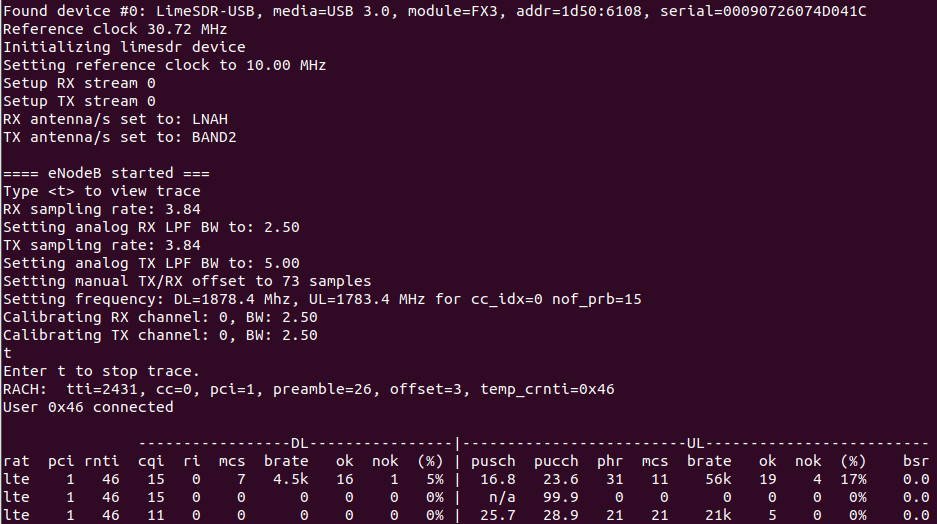 Found device #0: LimeSDR-USB, media=USB 3.0, module=FX3, addr=1d50:6108, serial=00090726074D041C
Reference clock 30.72 MHz
Initializing limesdr device
Setting reference clock to 10.00 MHz
Setup RX stream 0
Setup TX stream 0
RX antenna/s set to: LNAH
TX antenna/s set to: BAND2

==== eNodeB started ===
Type <t> to view trace
RX sampling rate: 3.84
Setting analog RX LPF BW to: 2.50
TX sampling rate: 3.84
Setting analog TX LPF BW to: 5.00
Setting manual TX/RX offset to 73 samples
Setting frequency: DL=1878.4 Mhz, UL=1783.4 MHz for cc_idx=0 nof_prb=15
Calibrating RX channel: 0, BW: 2.50
Calibrating TX channel: 0, BW: 2.50
t
Enter t to stop trace.
RACH:  tti=2431, cc=0, pci=1, preamble=26, offset=3, temp_crnti=0x46
User 0x46 connected

               -----------------DL----------------|-------------------------UL-------------------------
rat  pci rnti  cqi  ri  mcs  brate   ok  nok  (%) | pusch  pucch  phr  mcs  brate   ok  nok  (%)    bsr
lte    1   46   15   0    7   4.5k   16    1   5% |  16.8   23.6   31   11    56k   19    4  17%    0.0
lte    1   46   15   0    0      0    0    0   0% |   n/a   99.9    0    0      0    0    0   0%    0.0
lte    1   46   11   0    0      0    0    0   0% |  25.7   28.9   21   21    21k    5    0   0%    0.0